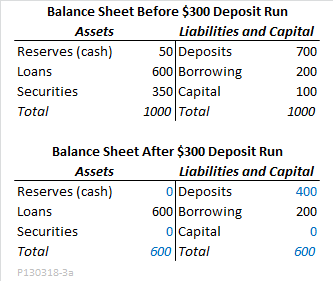 Balance Sheet Before $300 Deposit Run
Assets Liabilities and Capital
Reserves (cash) 50 Deposits 700
Loans 600 Borrowing 200
Securities 350 Capital 100
Total 1000 Total 1000
Balance Sheet After $300 Deposit Run
Assets Liabilities and Capital
Reserves (cash) 0 Deposits 400
Loans 600 Borrowing 200
Securities 0 Capital 0
Total 600 Total 600
P130318-3a